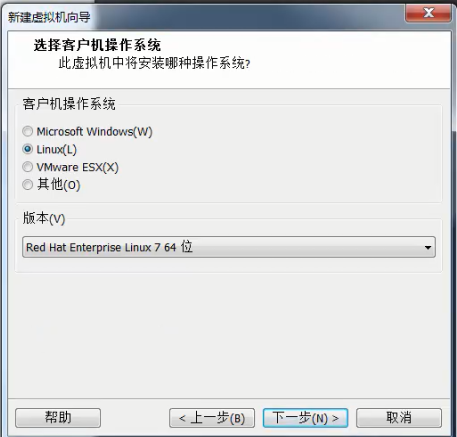 新建虚拟机向导
选择客户机操作系统
此虚拟机中将安装哪种操作系统?
客户机操作系统
Microsoft Windows(W)
Linux(L)
VMware ESX(X)
其他(O)
版本(V)
Red Hat Enterprise Linux 7 64 位
帮助
< 上一步(B)
下一步(N) >
取消